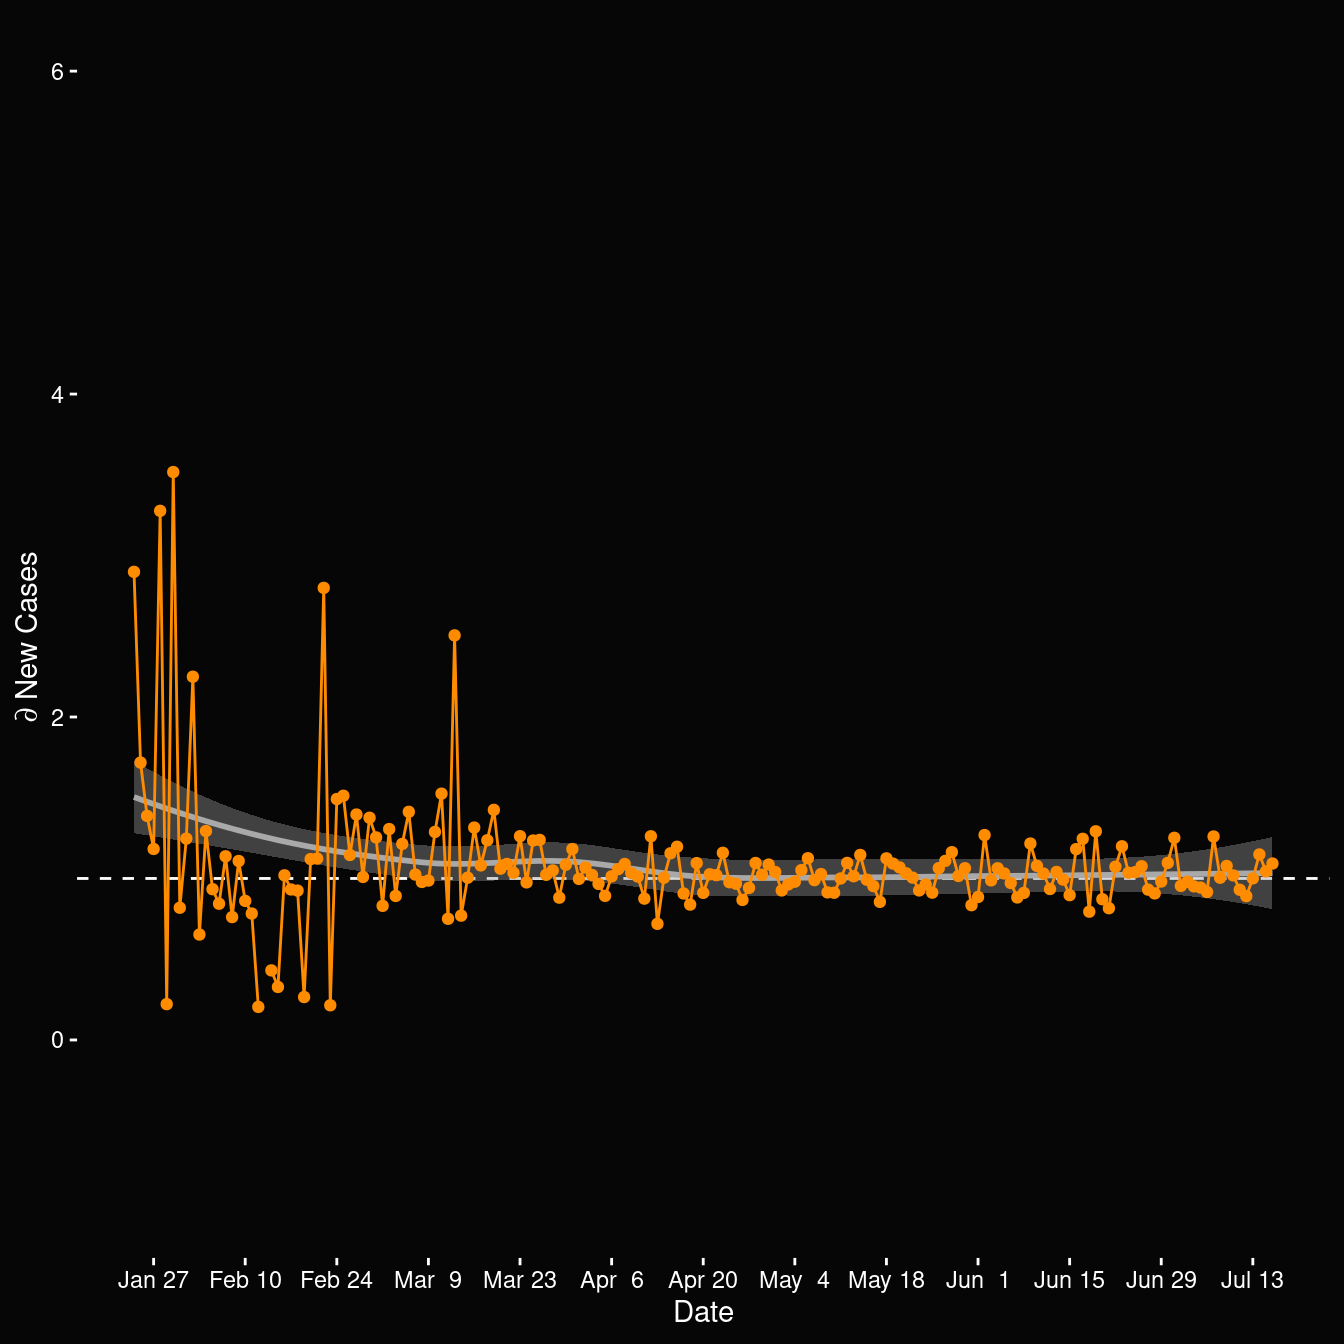 6
4
2
0
∂ New Cases
Jan 27 Feb 10 Feb 24 Mar  9 Mar 23 Apr  6 Apr 20 May  4 May 18 Jun  1 Jun 15 Jun 29 Jul 13
Date